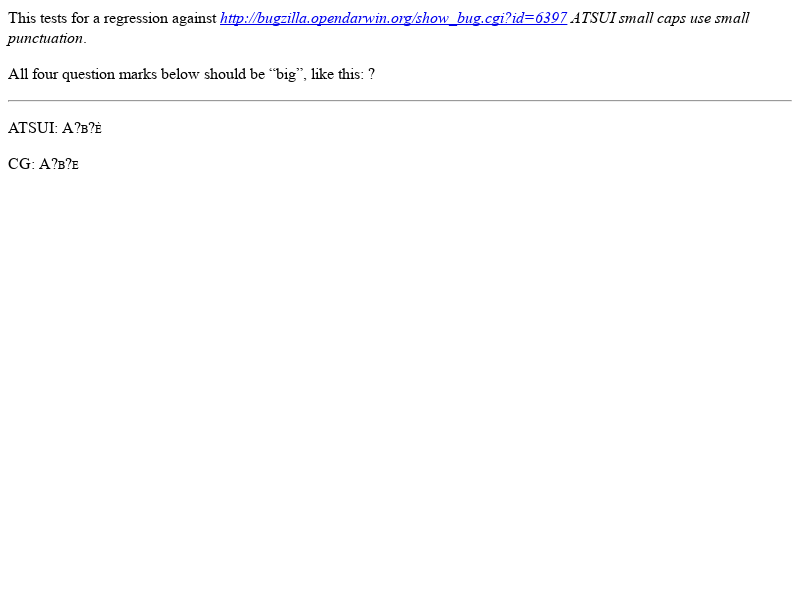 This tests for a regression against http://bugzilla.opendarwin.org/show_bug.cgi?id=6397 ATSUI small caps use small
punctuation.
All four question marks below should be “big”, like this: ?
ATSUI: A?ʙ?ė
CG: A?ʙ?ᴇ